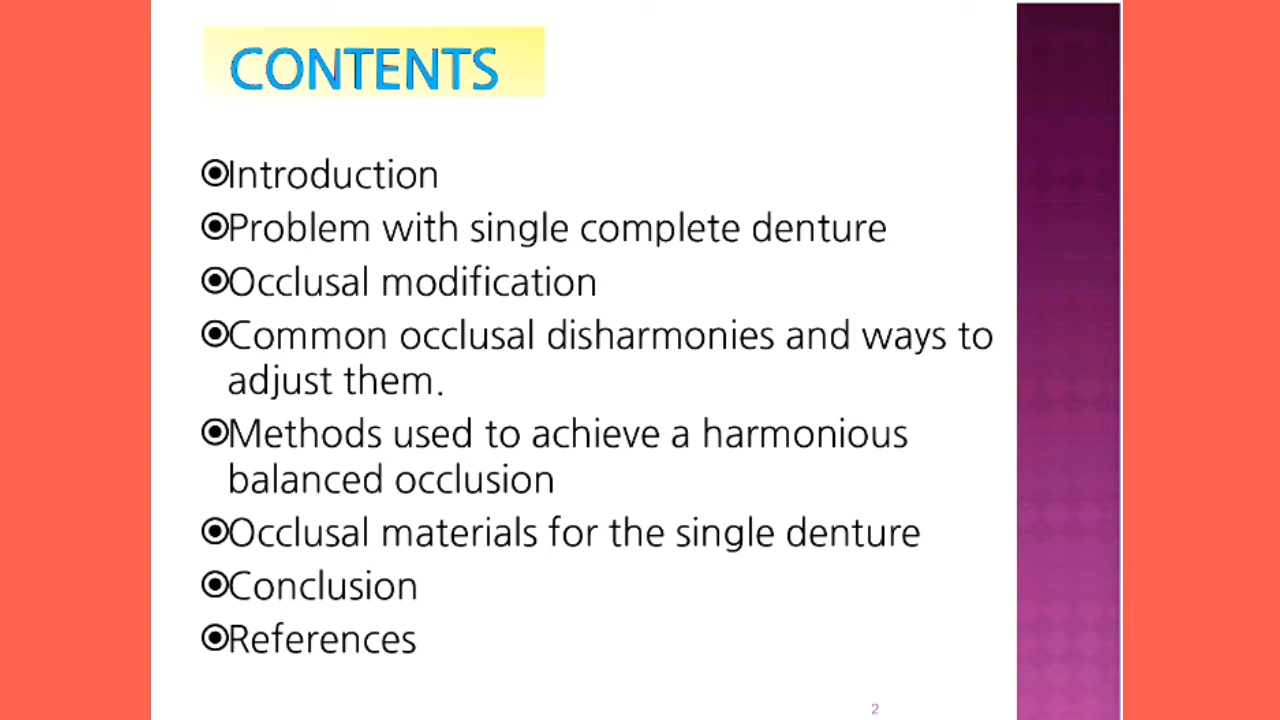 CONTENTS
Introduction
Problem with single complete denture
Occlusal modification
Common occlusal disharmonies and ways to
adjust them.
Methods used to achieve a harmonious
balanced occlusion
Occlusal materials for the single denture
Conclusion
References
2